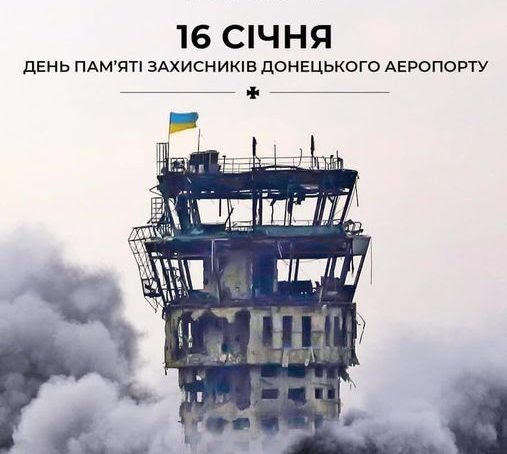 16 СІЧНЯ
ДЕНЬ ПАМ’ЯТІ ЗАХИСНИКІВ ДОНЕЦЬКОГО АЕРОПОРТУ